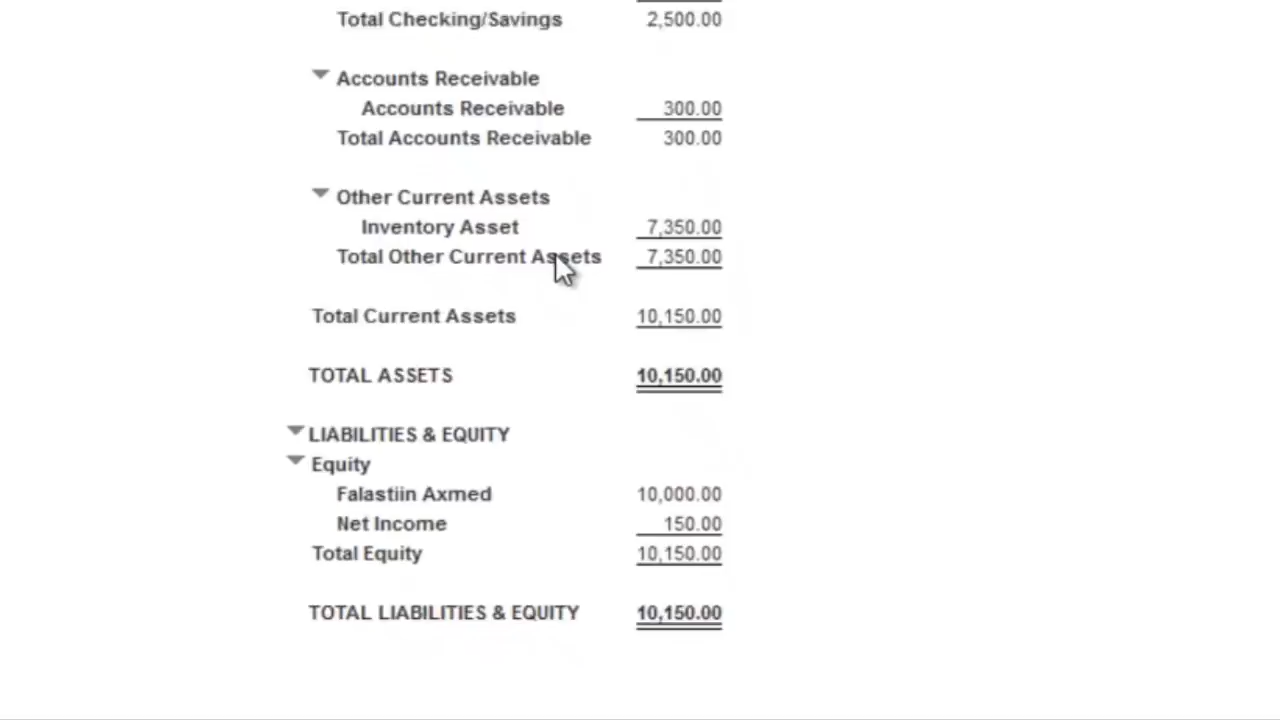 Total Checking/Savings 2,500.00
Accounts Receivable
Accounts Receivable 300.00
Total Accounts Receivable 300.00
Other Current Assets
Inventory Asset 7,350.00
Total Other Current Assets 7,350.00
Total Current Assets 10,150.00
TOTAL ASSETS 10,150.00
LIABILITIES & EQUITY
Equity
Falastiin Axmed 10,000.00
Net Income 150.00
Total Equity 10,150.00
TOTAL LIABILITIES & EQUITY 10,150.00